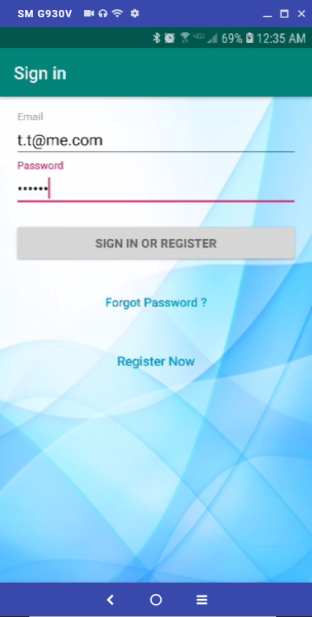 SM G930V
69% 12:35 AM
Sign in
Email
t.t@me.com
Password
••••••
SIGN IN OR REGISTER
Forgot Password ?
Register Now